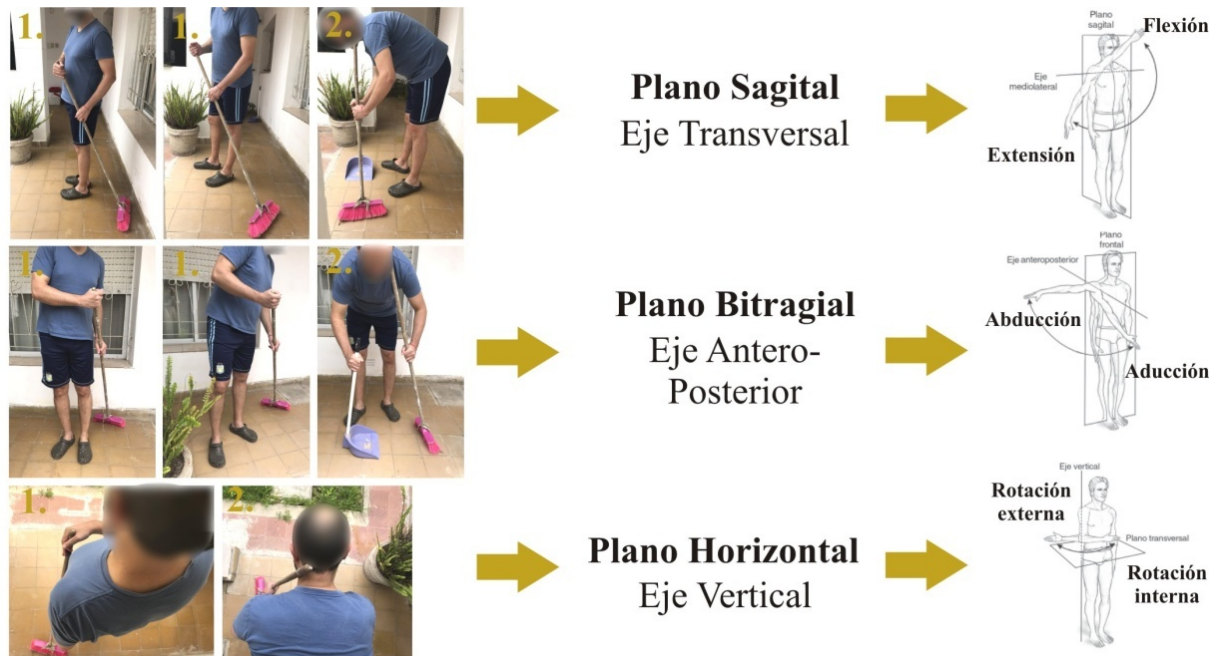 1.
1.
2.
Plano Sagital
Eje Transversal
Plano
sagital
Flexión
Eje
mediolateral
Extensión
1.
1.
2.
Plano Bitragial
Eje Antero-
Posterior
Plano
frontal
Eje anteroposterior
Abducción
Aducción
1.
2.
Plano Horizontal
Eje Vertical
Eje vertical
Rotación
externa
Plano transversal
Rotación
interna